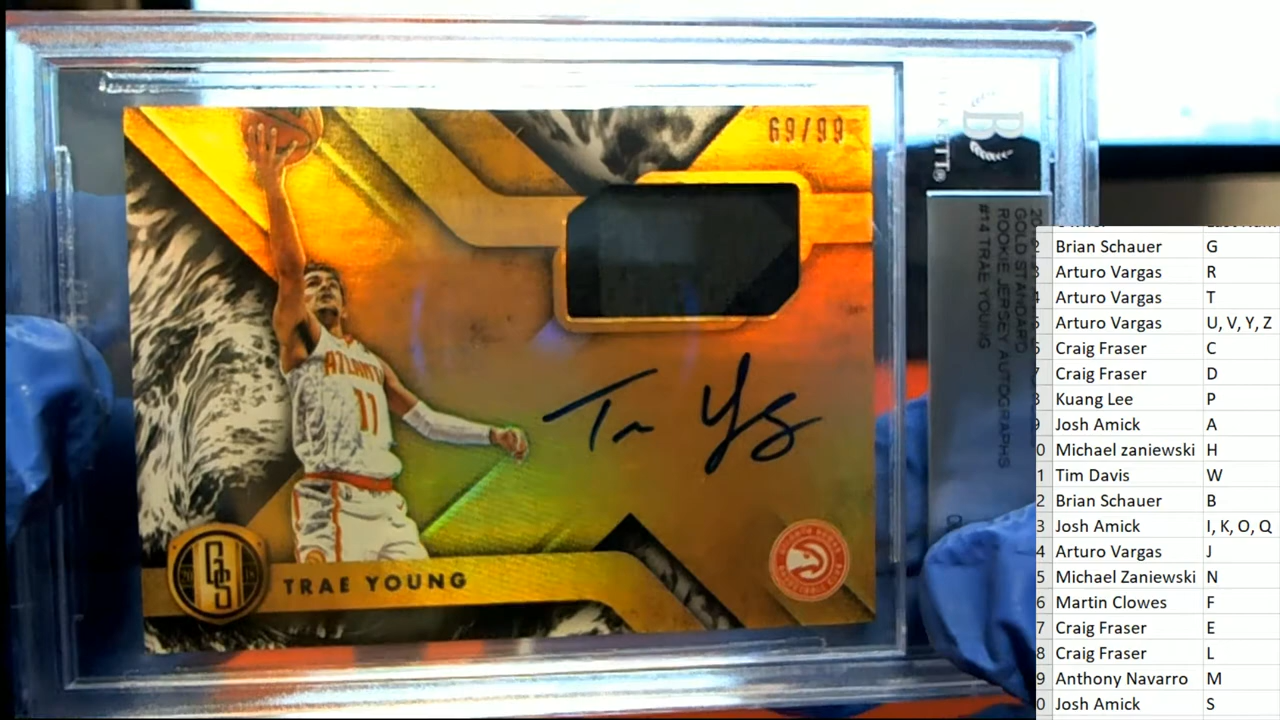 69/99
B
ATLANTA
11
Tr Yg
GS
TRAE YOUNG
GOLD STANDARD
ROOKIE JERSEY AUTOGRAPHS
#14 TRAE YOUNG
Brian Schauer G
Arturo Vargas R
Arturo Vargas T
Arturo Vargas U, V, Y, Z
Craig Fraser C
Craig Fraser D
Kuang Lee P
Josh Amick A
Michael zaniewski H
Tim Davis W
Brian Schauer B
Josh Amick I, K, O, Q
Arturo Vargas J
Michael Zaniewski N
Martin Clowes F
Craig Fraser E
Craig Fraser L
Anthony Navarro M
Josh Amick S